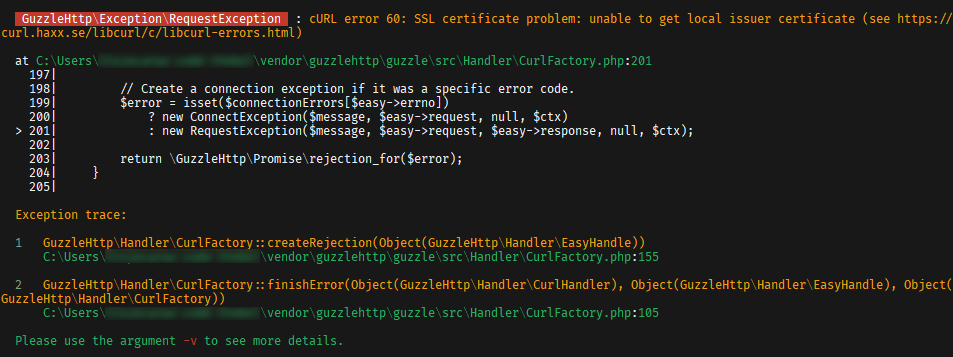 GuzzleHttp\Exception\RequestException : cURL error 60: SSL certificate problem: unable to get local issuer certificate (see https://
curl.haxx.se/libcurl/c/libcurl-errors.html)
at C:\Users\ \vendor\guzzlehttp\guzzle\src\Handler\CurlFactory.php:201
197|
198| // Create a connection exception if it was a specific error code.
199| $error = isset($connectionErrors[$easy->errno])
200| ? new ConnectException($message, $easy->request, null, $ctx)
> 201| : new RequestException($message, $easy->request, $easy->response, null, $ctx);
202|
203| return \GuzzleHttp\Promise\rejection_for($error);
204| }
205|
Exception trace:
1 GuzzleHttp\Handler\CurlFactory::createRejection(Object(GuzzleHttp\Handler\EasyHandle))
C:\Users\ \vendor\guzzlehttp\guzzle\src\Handler\CurlFactory.php:155
2 GuzzleHttp\Handler\CurlFactory::finishError(Object(GuzzleHttp\Handler\CurlHandler), Object(GuzzleHttp\Handler\EasyHandle), Object(
GuzzleHttp\Handler\CurlFactory))
C:\Users\ \vendor\guzzlehttp\guzzle\src\Handler\CurlFactory.php:105
Please use the argument -v to see more details.